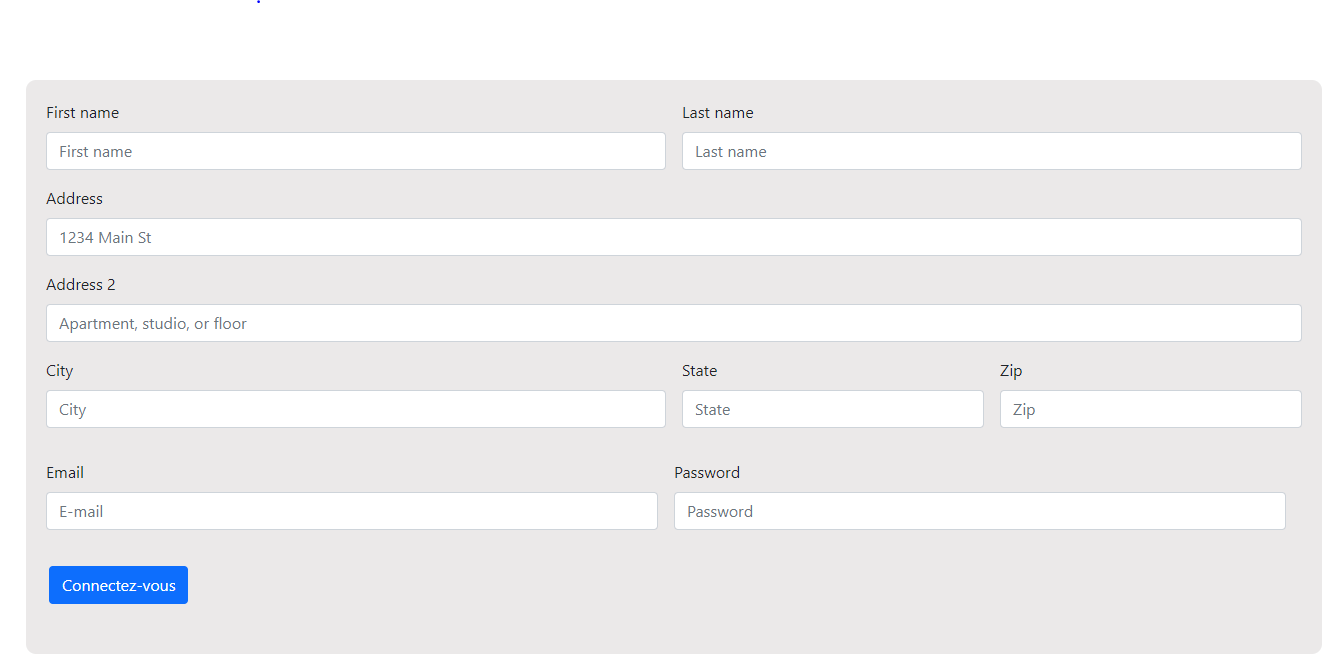 First name Last name
First name Last name
Address
1234 Main St
Address 2
Apartment, studio, or floor
City State Zip
City State Zip
Email Password
E-mail Password
Connectez-vous